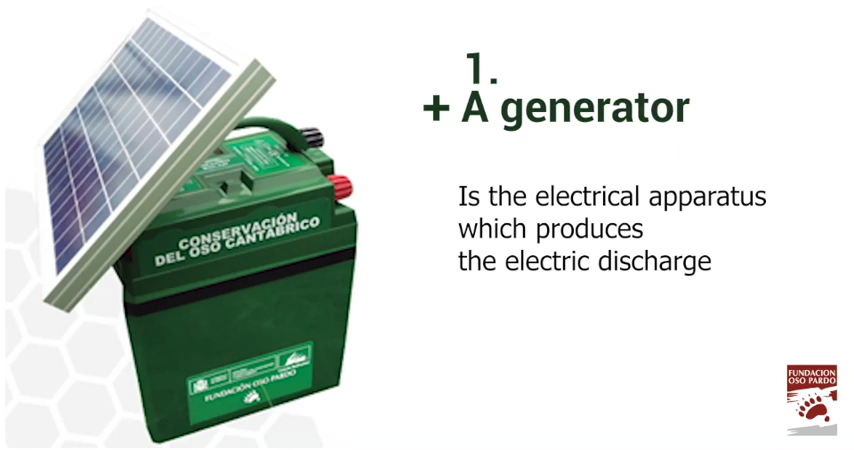 1.
+ A generator
Is the electrical apparatus
which produces
the electric discharge
CONSERVACIÓN
DEL OSO CANTÁBRICO
FUNDACIÓN OSO PARDO
FUNDACION
OSO PARDO